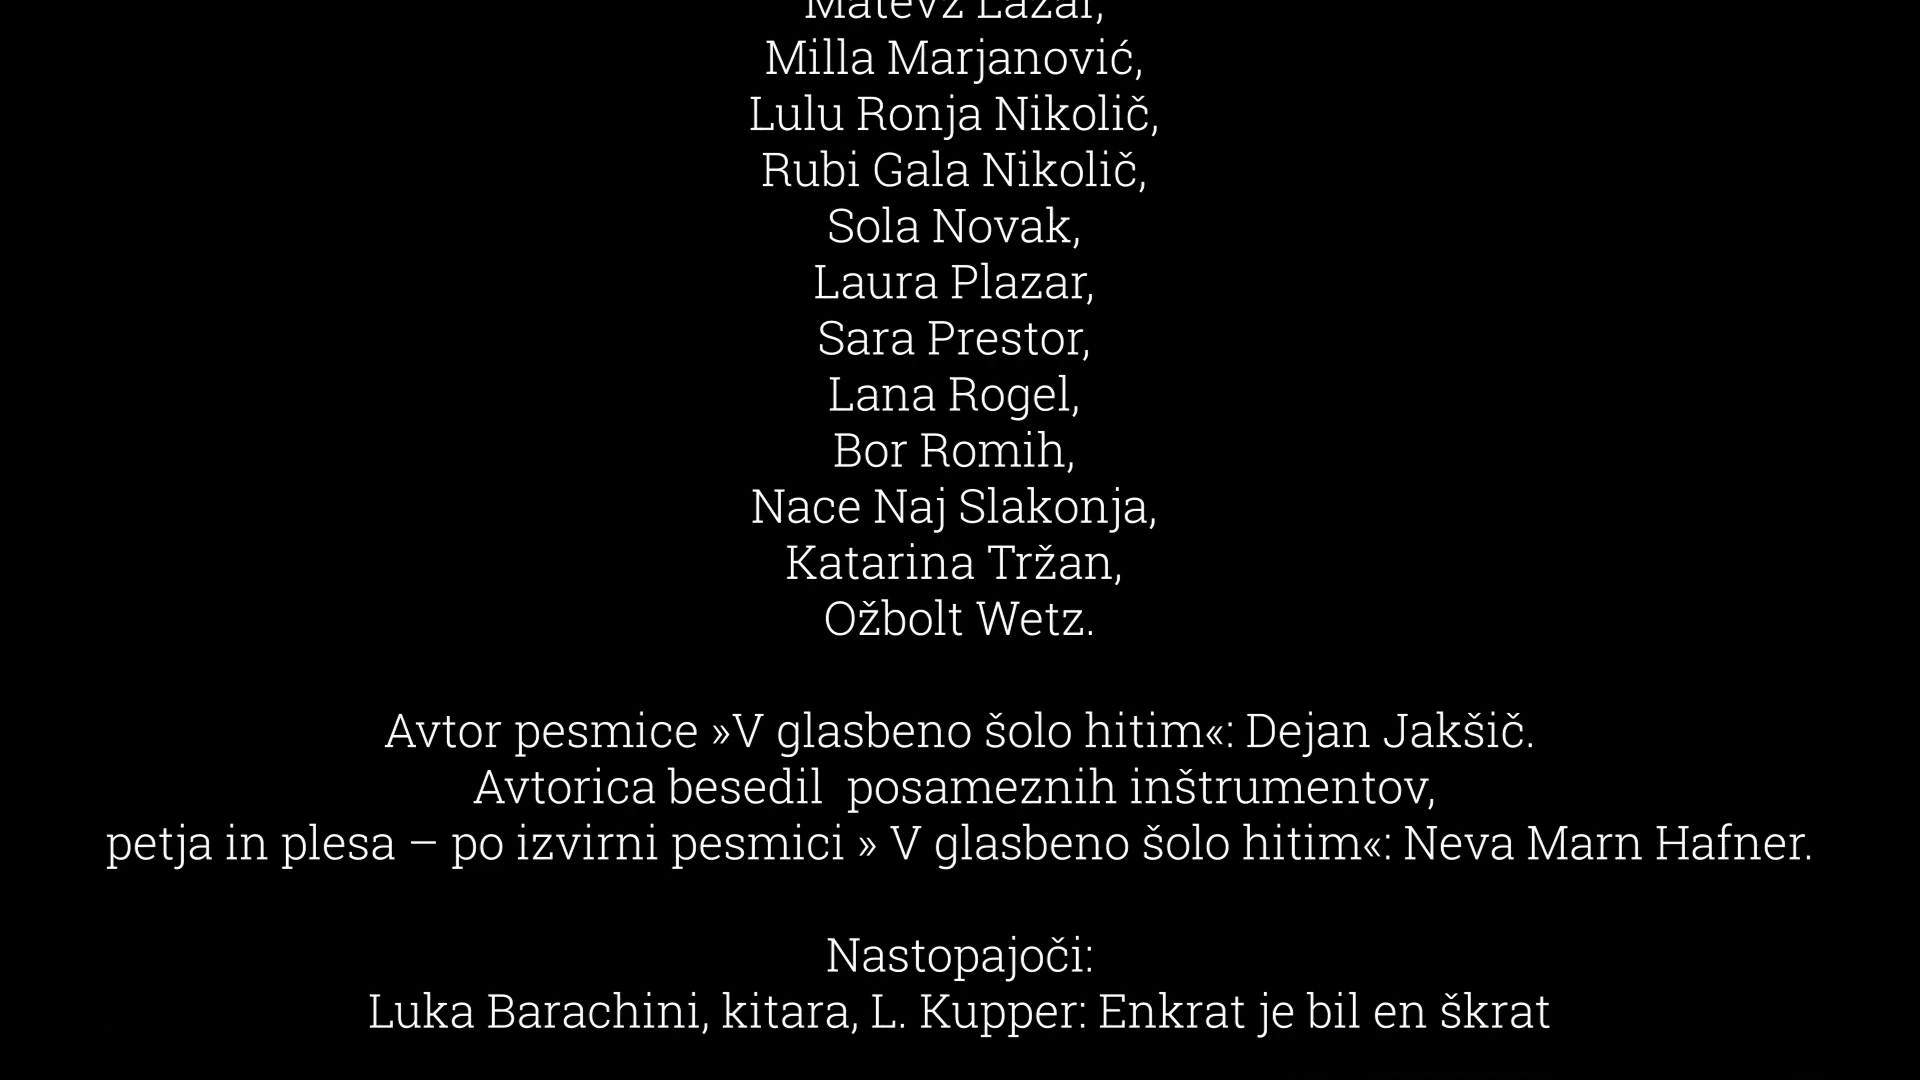 Matevž Lazar,
Milla Marjanović,
Lulu Ronja Nikolič,
Rubi Gala Nikolič,
Sola Novak,
Laura Plazar,
Sara Prestor,
Lana Rogel,
Bor Romih,
Nace Naj Slakonja,
Katarina Tržan,
Ožbolt Wetz.
Avtor pesmice »V glasbeno šolo hitim«: Dejan Jakšič.
Avtorica besedil  posameznih inštrumentov,
petja in plesa – po izvirni pesmici » V glasbeno šolo hitim«: Neva Marn Hafner.
Nastopajoči:
Luka Barachini, kitara, L. Kupper: Enkrat je bil en škrat